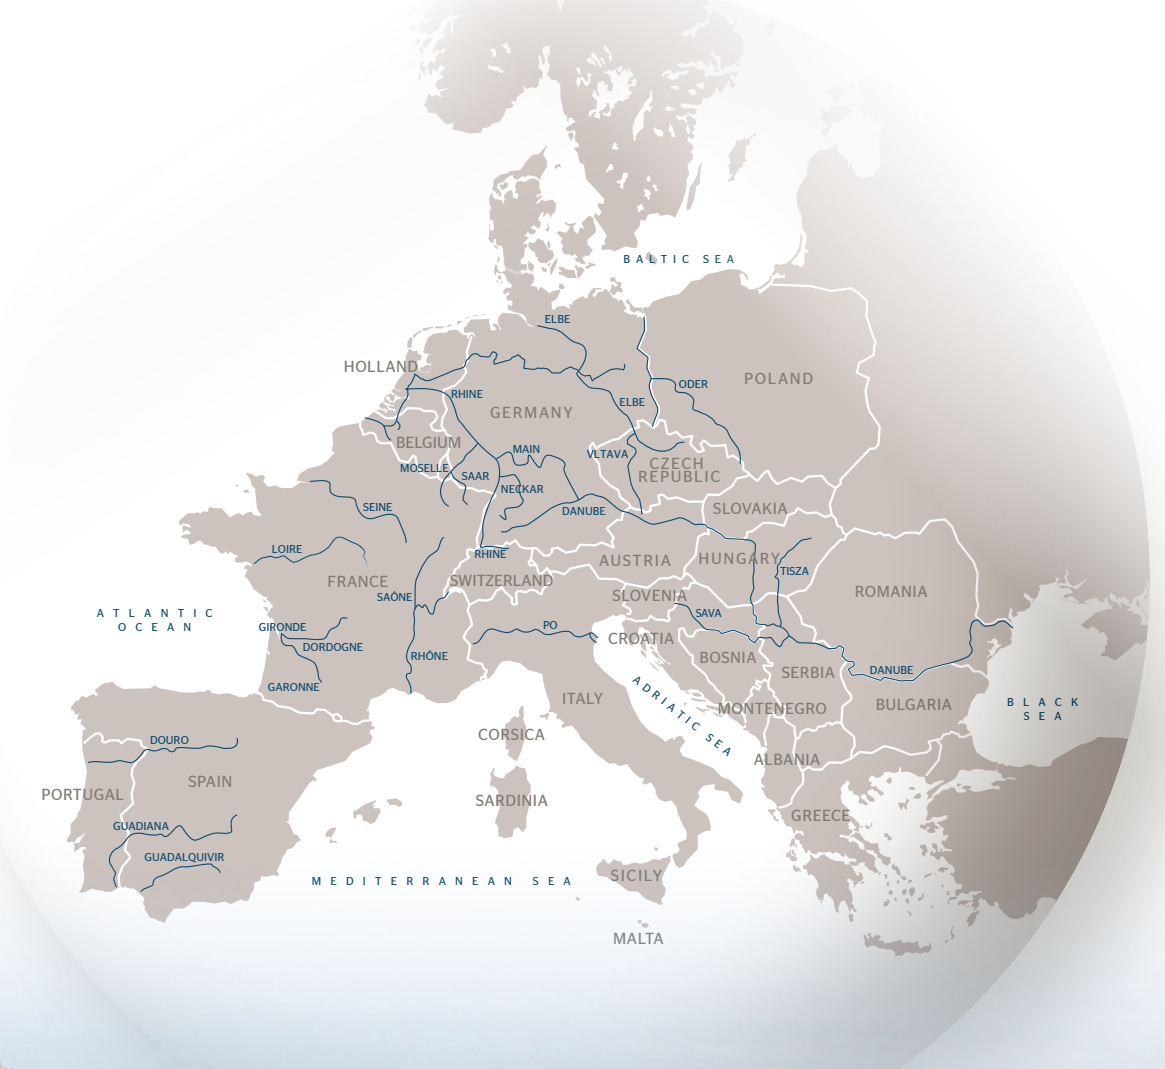 BALTIC SEA
ELBE
HOLLAND
POLAND
ODER
RHINE
ELBE
GERMANY
BELGIUM
MAIN
VLTAVA
CZECH
REPUBLIC
MOSELLE
SAAR
NECKAR
SEINE
DANUBE
SLOVAKIA
LOIRE
RHINE
AUSTRIA
HUNGARY
TISZA
FRANCE
SWITZERLAND
ROMANIA
SAÔNE
SLOVENIA
ATLANTIC
OCEAN
SAVA
GIRONDE
PO
CROATIA
DORDOGNE
RHÔNE
BOSNIA
SERBIA
DANUBE
GARONNE
ITALY
ADRIATIC SEA
MONTENEGRO
BULGARIA
BLACK
SEA
CORSICA
DOURO
ALBANIA
SPAIN
PORTUGAL
SARDINIA
GREECE
GUADIANA
GUADALQUIVIR
MEDITERRANEAN SEA
SICILY
MALTA